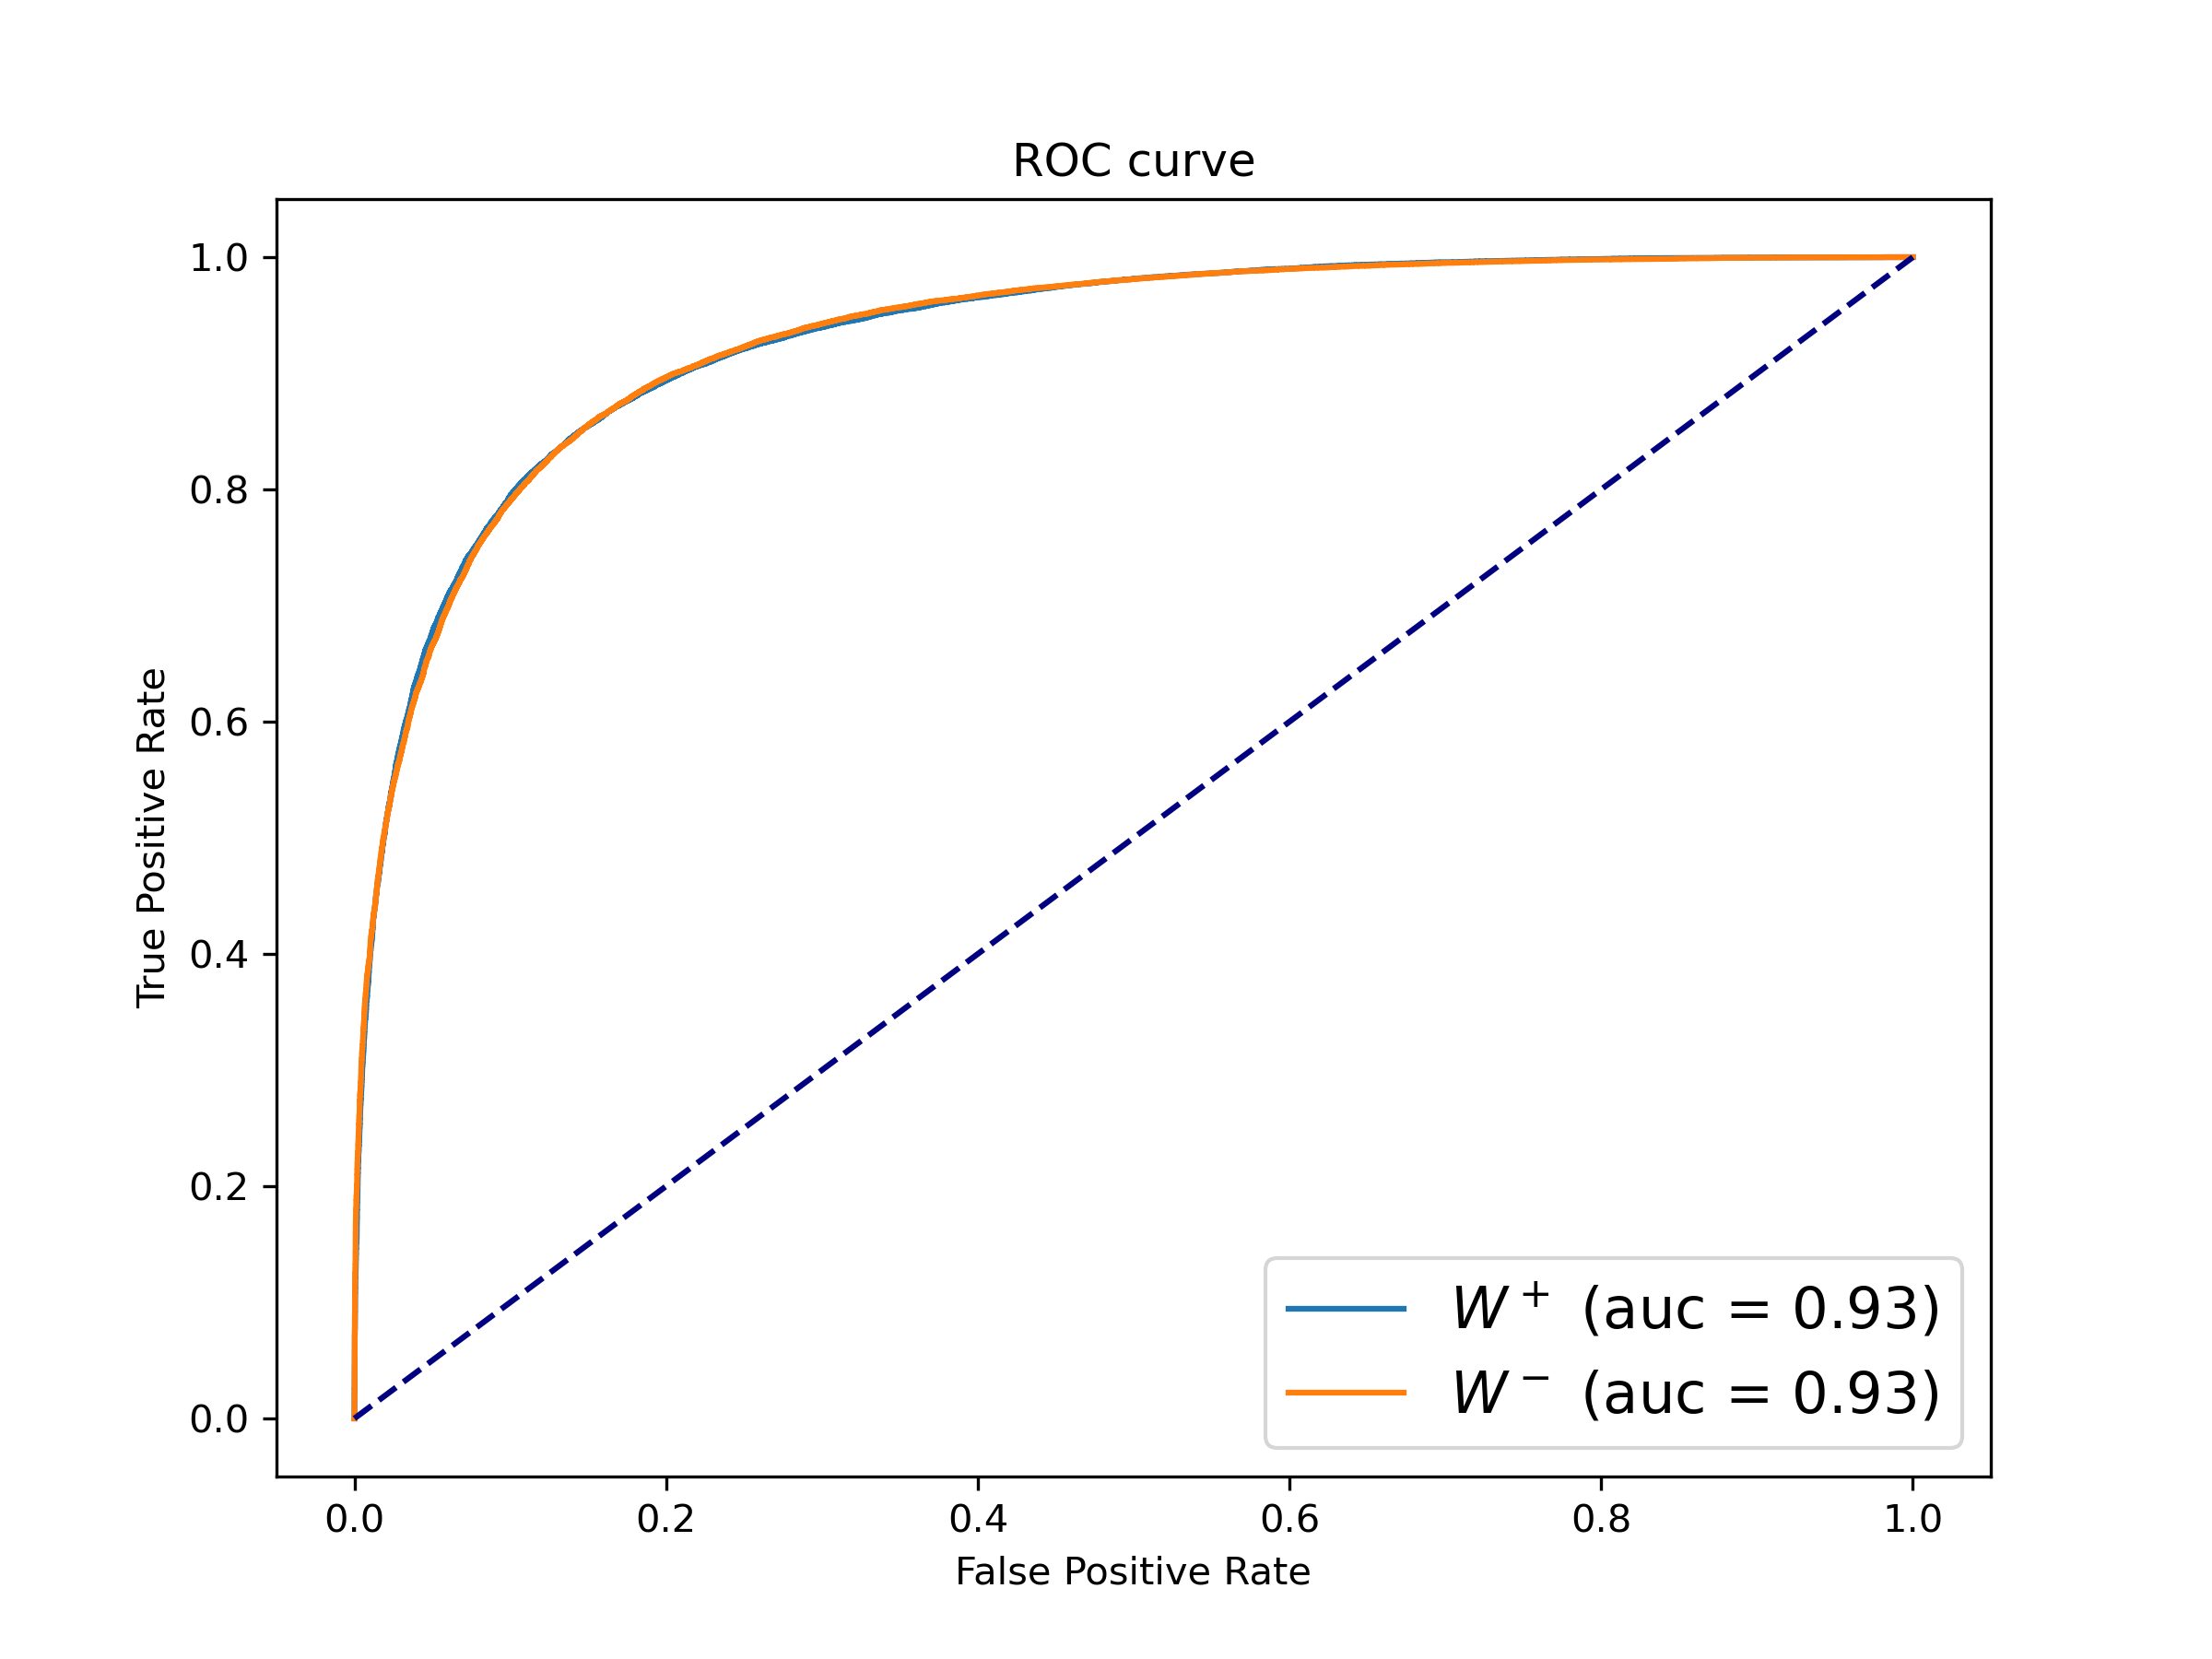 ROC curve
1.0
0.8
0.6
0.4
0.2
0.0
True Positive Rate
W⁺ (auc = 0.93)
W⁻ (auc = 0.93)
0.0 0.2 0.4 0.6 0.8 1.0
False Positive Rate